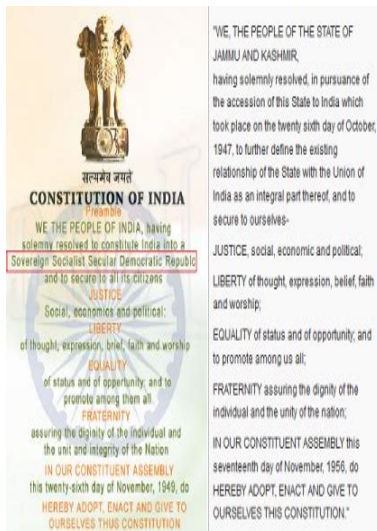 सत्यमेव जयते
CONSTITUTION OF INDIA
Preamble
WE THE PEOPLE OF INDIA, having
solemny resolved to constitute India into a
Sovereign Socialist Secular Democratic Republc
and to secure to all its citizens
JUSTICE
Social, economics and political:
LIBERTY
of thought, expression, brief, faith and worship
EQUALITY
of status and of opportunity; and to
promote among them all
FRATERNITY
assuring the diginity of the individual and
the unit and integrity of the Nation
IN OUR CONSTITUENT ASSEMBLY
this twenty-sixth day of November, 1949, do
HEREBY ADOPT, ENACT AND GIVE TO
OURSELVES THUS CONSTITUTION
"WE, THE PEOPLE OF THE STATE OF
JAMMU AND KASHMIR,
having solemnly resolved, in pursuance of
the accession of this State to India which
took place on the twenty sixth day of October,
1947, to further define the existing
relationship of the State with the Union of
India as an integral part thereof, and to
secure to ourselves-
JUSTICE, social, economic and political;
LIBERTY of thought, expression, belief, faith
and worship;
EQUALITY of status and of opportunity; and
to promote among us all;
FRATERNITY assuring the dignity of the
individual and the unity of the nation;
IN OUR CONSTITUENT ASSEMBLY this
seventeenth day of November, 1956, do
HEREBY ADOPT, ENACT AND GIVE TO
OURSELVES THIS CONSTITUTION."